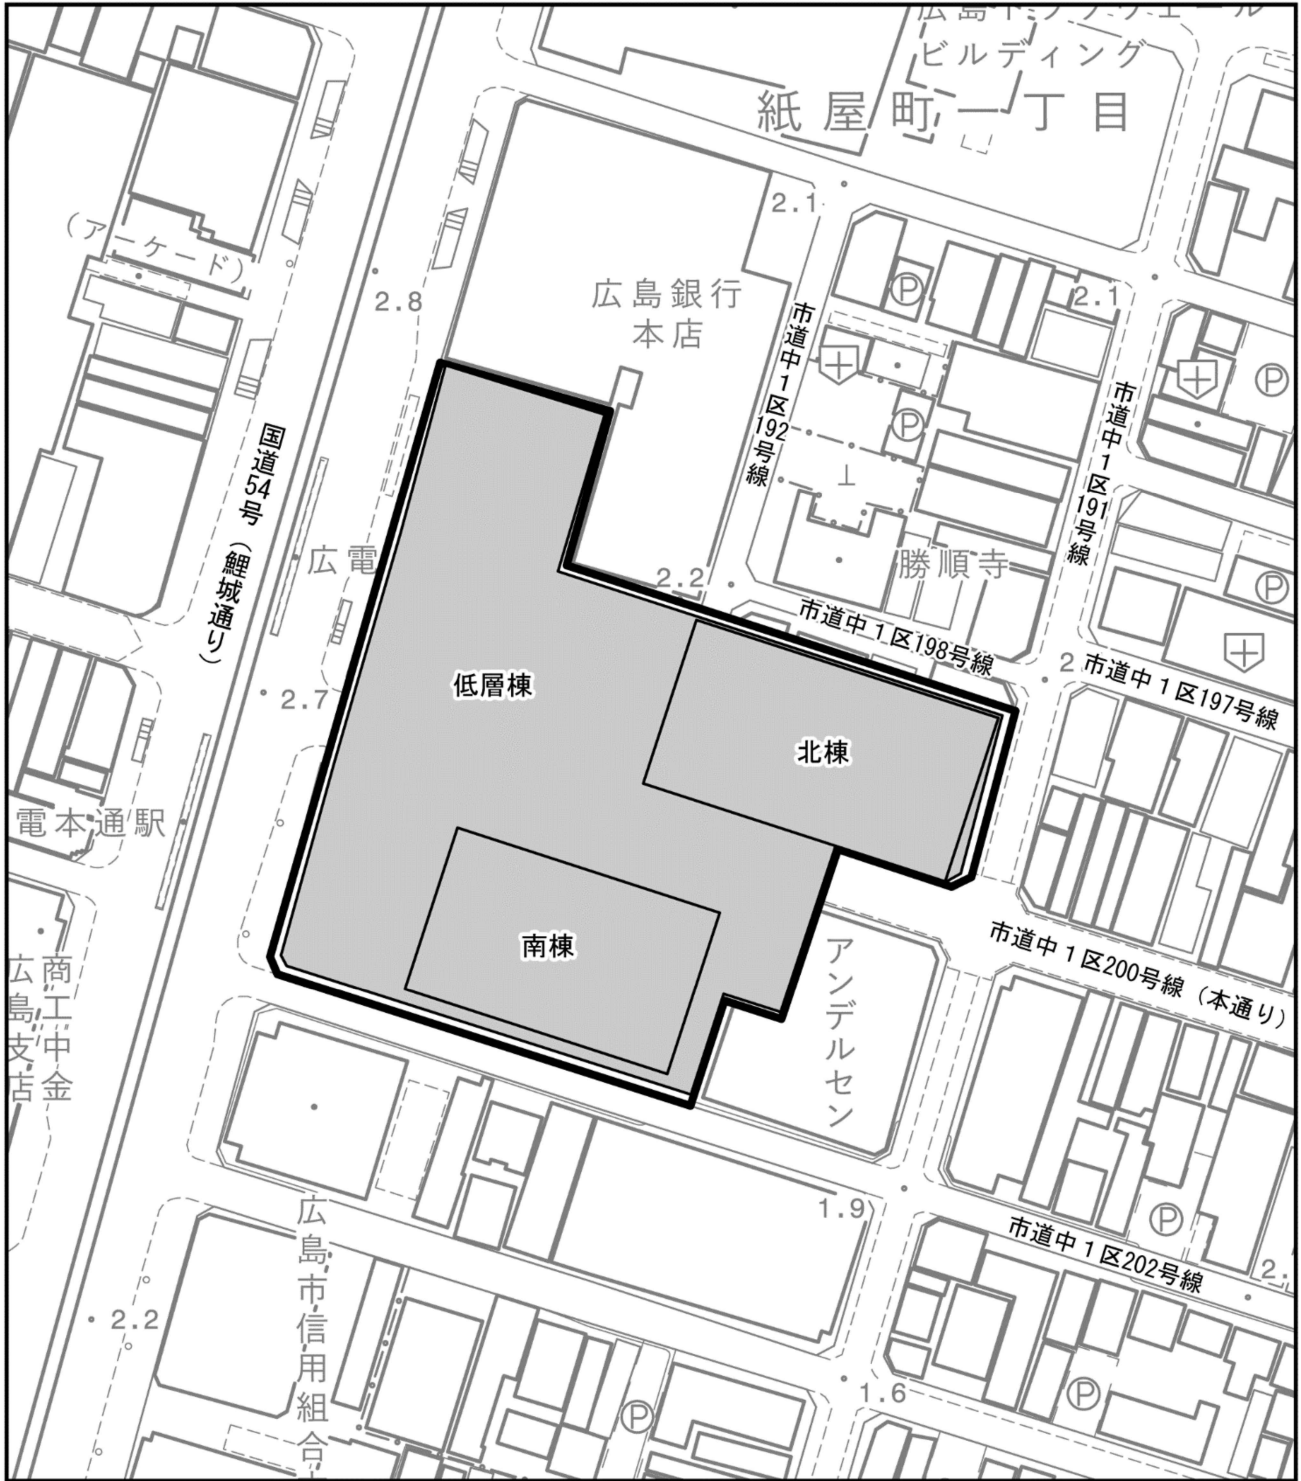 ビルディング
紙屋町一丁目
2.1
(アーケード)
2.8
広島銀行
本店
2.1
市道中1区192号線
市道中1区191号線
国道54号(鯉城通り)
広電
2.2
勝順寺
市道中1区198号線
2
市道中1区197号線
低層棟
2.7
北棟
電本通駅
南棟
アンデルセン
市道中1区200号線(本通り)
商工中金
広島支店
1.9
市道中1区202号線
2.
広島市信用組合
2.2
1.6
P
P
P
P
P
P
P